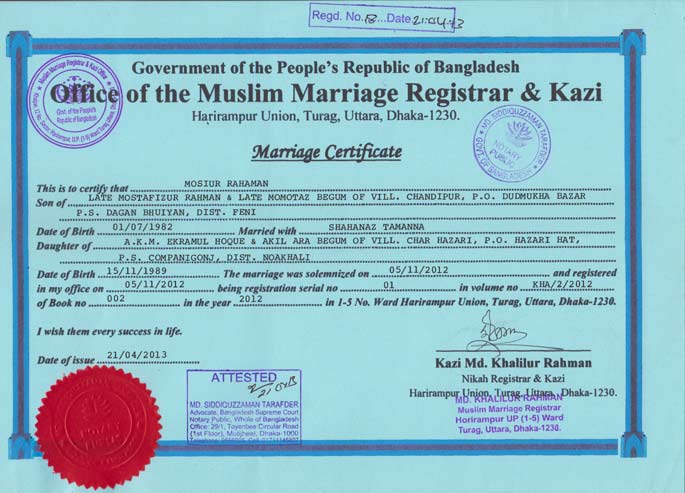 Regd. No. 18 ...Date 21.04.13
Government of the People's Republic of Bangladesh
Office of the Muslim Marriage Registrar & Kazi
Harirampur Union, Turag, Uttara, Dhaka-1230.
Muslim Marriage Registrar & Kazi Office
Govt. of the People's
Republic of Bangladesh
MD. SIDDIQUZZAMAN TARAFDER
NOTARY
PUBLIC
GOVT. OF BANGLADESH
Marriage Certificate
This is to certify that MOSIUR RAHAMAN
Son of LATE MOSTAFIZUR RAHMAN & LATE MOMOTAZ BEGUM OF VILL. CHANDIPUR, P.O. DUDMUKHA BAZAR
P.S. DAGAN BHUIYAN, DIST. FENI
Date of Birth 01/07/1982 Married with SHAHANAZ TAMANNA
Daughter of A.K.M. EKRAMUL HOQUE & AKIL ARA BEGUM OF VILL. CHAR HAZARI, P.O. HAZARI HAT,
P.S. COMPANIGONJ, DIST. NOAKHALI
Date of Birth 15/11/1989 The marriage was solemnized on 05/11/2012 and registered
in my office on 05/11/2012 being registration serial no 01 in volume no KHA/2/2012
of Book no 002 in the year 2012 in 1-5 No. Ward Harirampur Union, Turag, Uttara, Dhaka-1230.
I wish them every success in life.
Date of issue 21/04/2013
Kazi Md. Khalilur Rahman
Nikah Registrar & Kazi
Harirampur Union, Turag, Uttara, Dhaka-1230.
MD. KHALILUR RAHMAN
Muslim Marriage Registrar
Horirampur UP (1-5) Ward
Turag, Uttara, Dhaka-1230.
ATTESTED
MD. SIDDIQUZZAMAN TARAFDER
Advocate, Bangladesh Supreme Court
Notary Public, Whole of Bangladesh
Office: 29/1, Toyenbee Circular Road
(1st Floor), Motijheel, Dhaka-1000